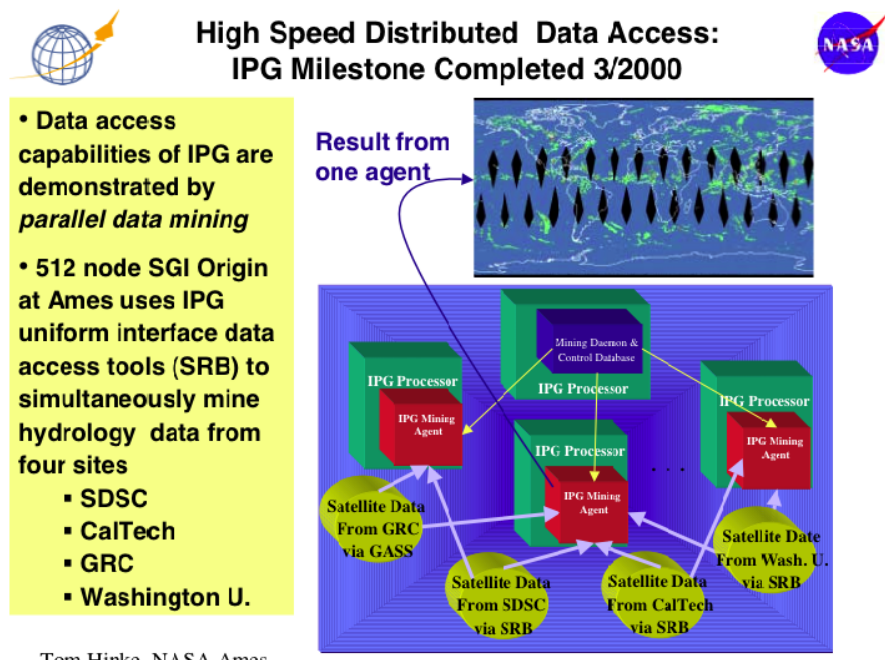 High Speed Distributed Data Access:
IPG Milestone Completed 3/2000
NASA
• Data access
capabilities of IPG are
demonstrated by
parallel data mining
• 512 node SGI Origin
at Ames uses IPG
uniform interface data
access tools (SRB) to
simultaneously mine
hydrology data from
four sites
▪ SDSC
▪ CalTech
▪ GRC
▪ Washington U.
Result from
one agent
Mining Daemon &
Control Database
IPG Processor
IPG Processor
IPG Mining
Agent
IPG Processor
IPG Mining
Agent
IPG Processor
IPG Mining
Agent
. . .
Satellite Data
From GRC
via GASS
Satellite Data
From SDSC
via SRB
Satellite Data
From CalTech
via SRB
Satellite Date
From Wash. U.
via SRB
Tom Hinke, NASA Ames